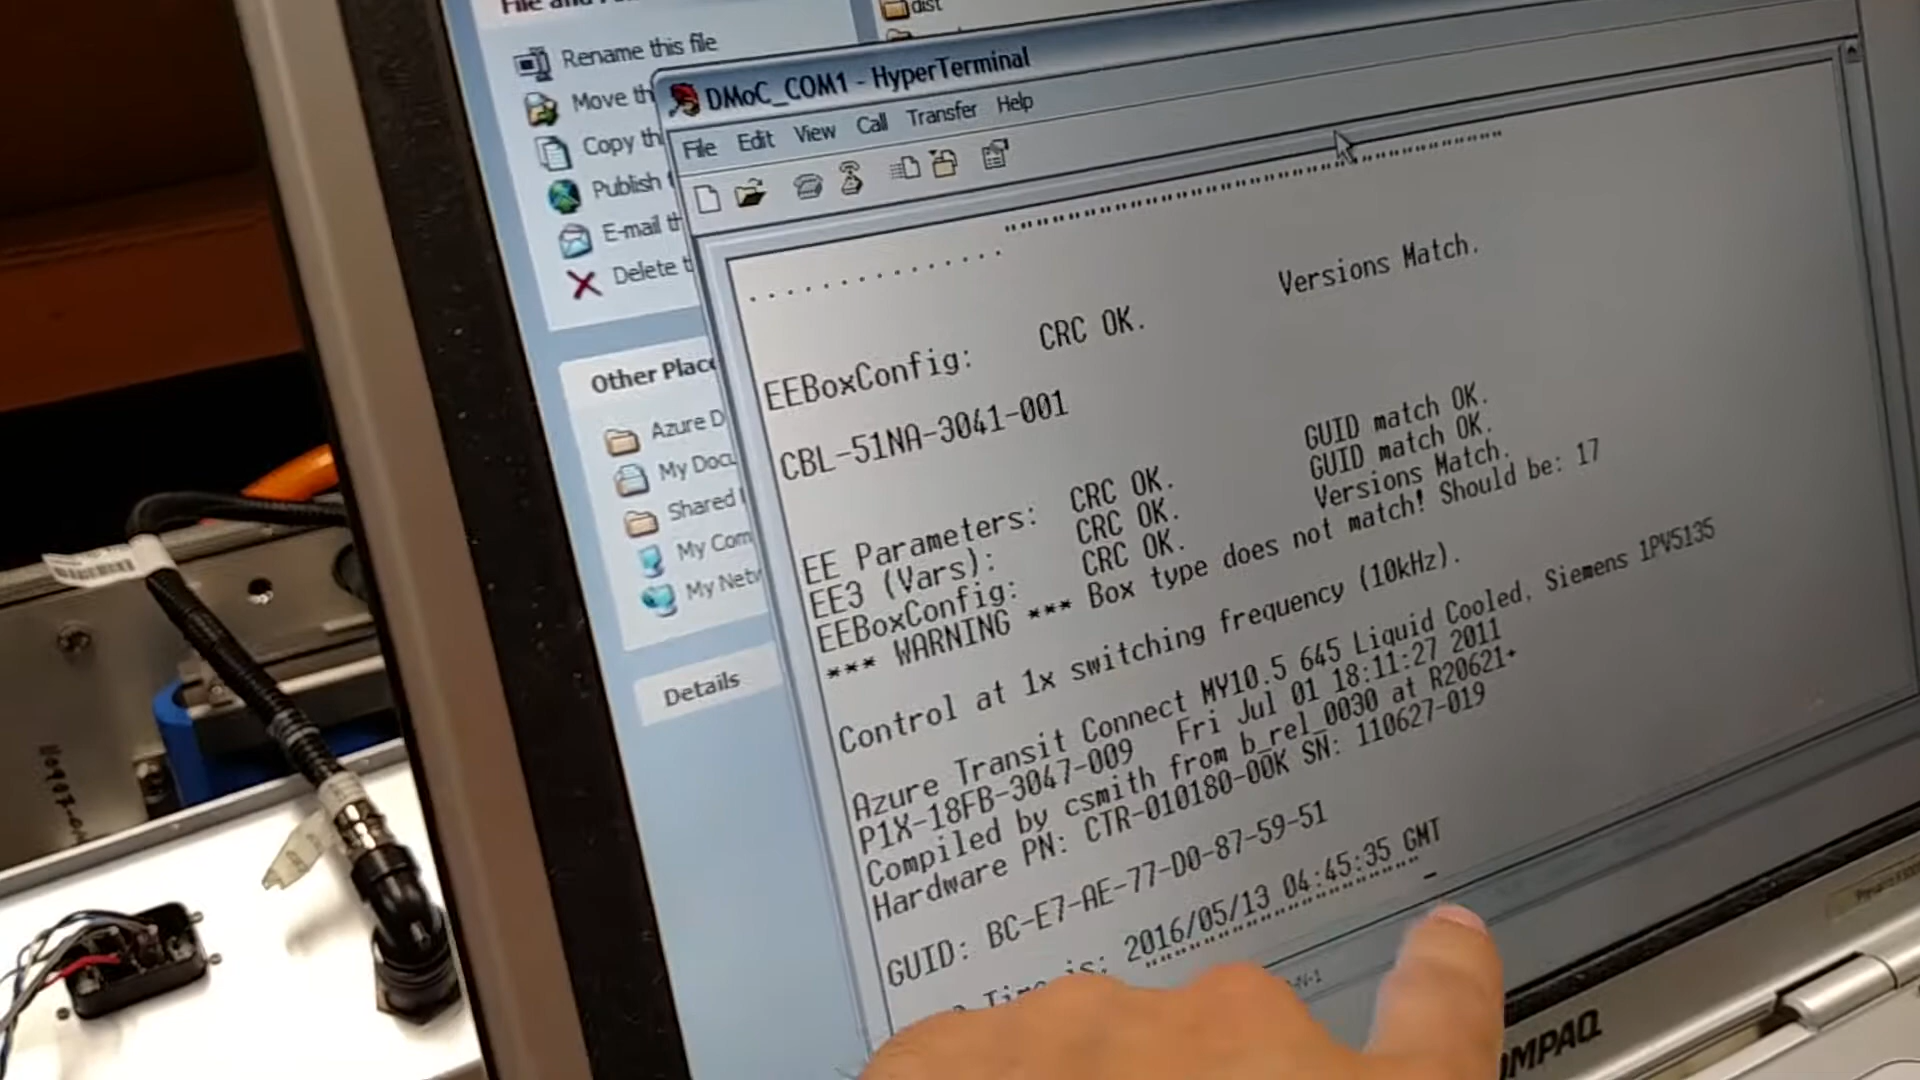 Rename this file
Move th
Copy th
Publish
E-mail th
Delete t
Other Place
Azure D
My Docu
Shared
My Com
My Netw
Details
dist
DMoC_COM1 - HyperTerminal
File Edit View Call Transfer Help
Versions Match.
EEBoxConfig: CRC OK.
CBL-51NA-3041-001
EE Parameters: CRC OK. GUID match OK.
EE3 (Vars): CRC OK. GUID match OK.
EEBoxConfig: CRC OK. Versions Match.
*** WARNING *** Box type does not match! Should be: 17
Control at 1x switching frequency (10kHz).
Azure Transit Connect MY10.5 645 Liquid Cooled, Siemens 1PV5135
P1X-18FB-3047-009 Fri Jul 01 18:11:27 2011
Compiled by csmith from b_rel_0030 at R20621+
Hardware PN: CTR-010180-00K SN: 110627-019
GUID: BC-E7-AE-77-D0-87-59-51
is: 2016/05/13 04:45:35 GMT
OMPAQ